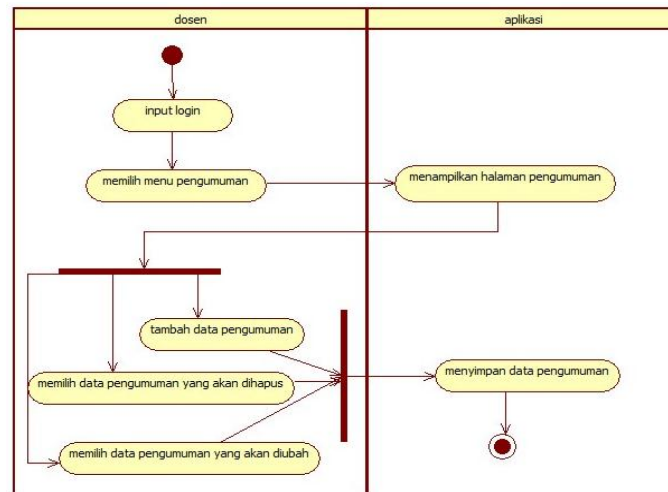 dosen
aplikasi
input login
memilih menu pengumuman
menampilkan halaman pengumuman
tambah data pengumuman
memilih data pengumuman yang akan dihapus
menyimpan data pengumuman
memilih data pengumuman yang akan diubah